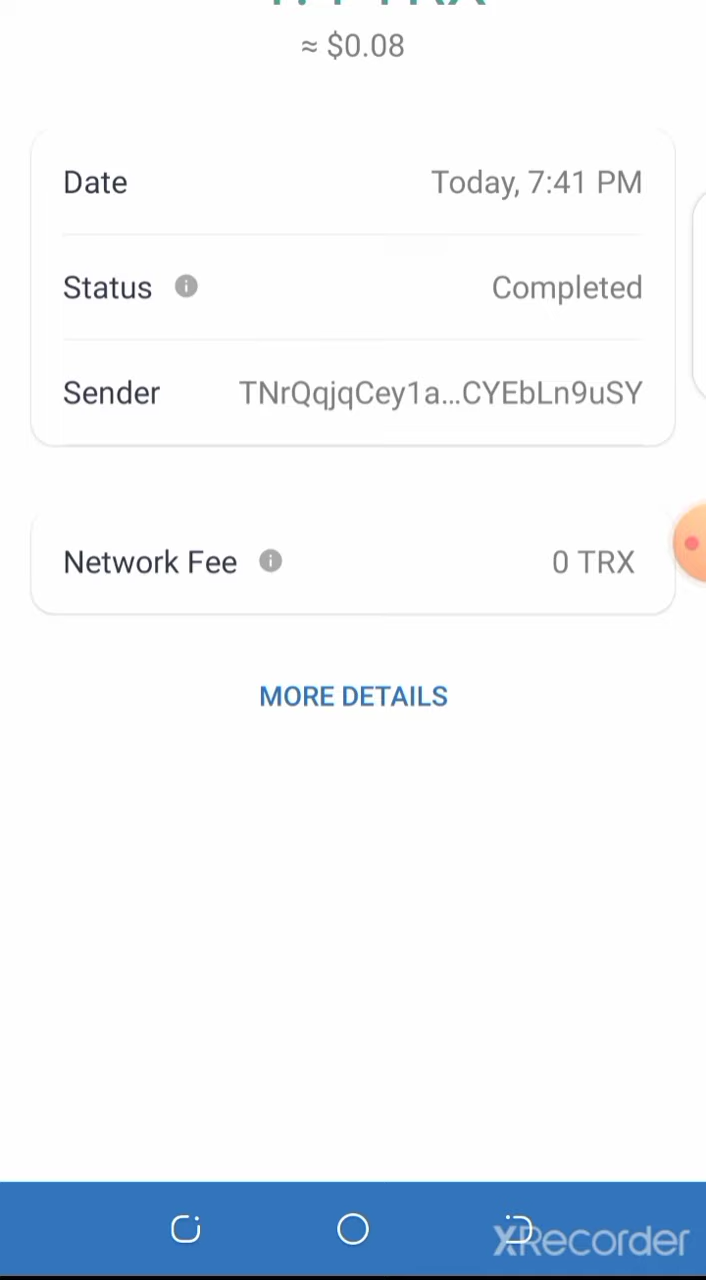 ≈ $0.08
Date Today, 7:41 PM
Status Completed
Sender TNrQqjqCey1a...CYEbLn9uSY
Network Fee 0 TRX
MORE DETAILS
XRecorder